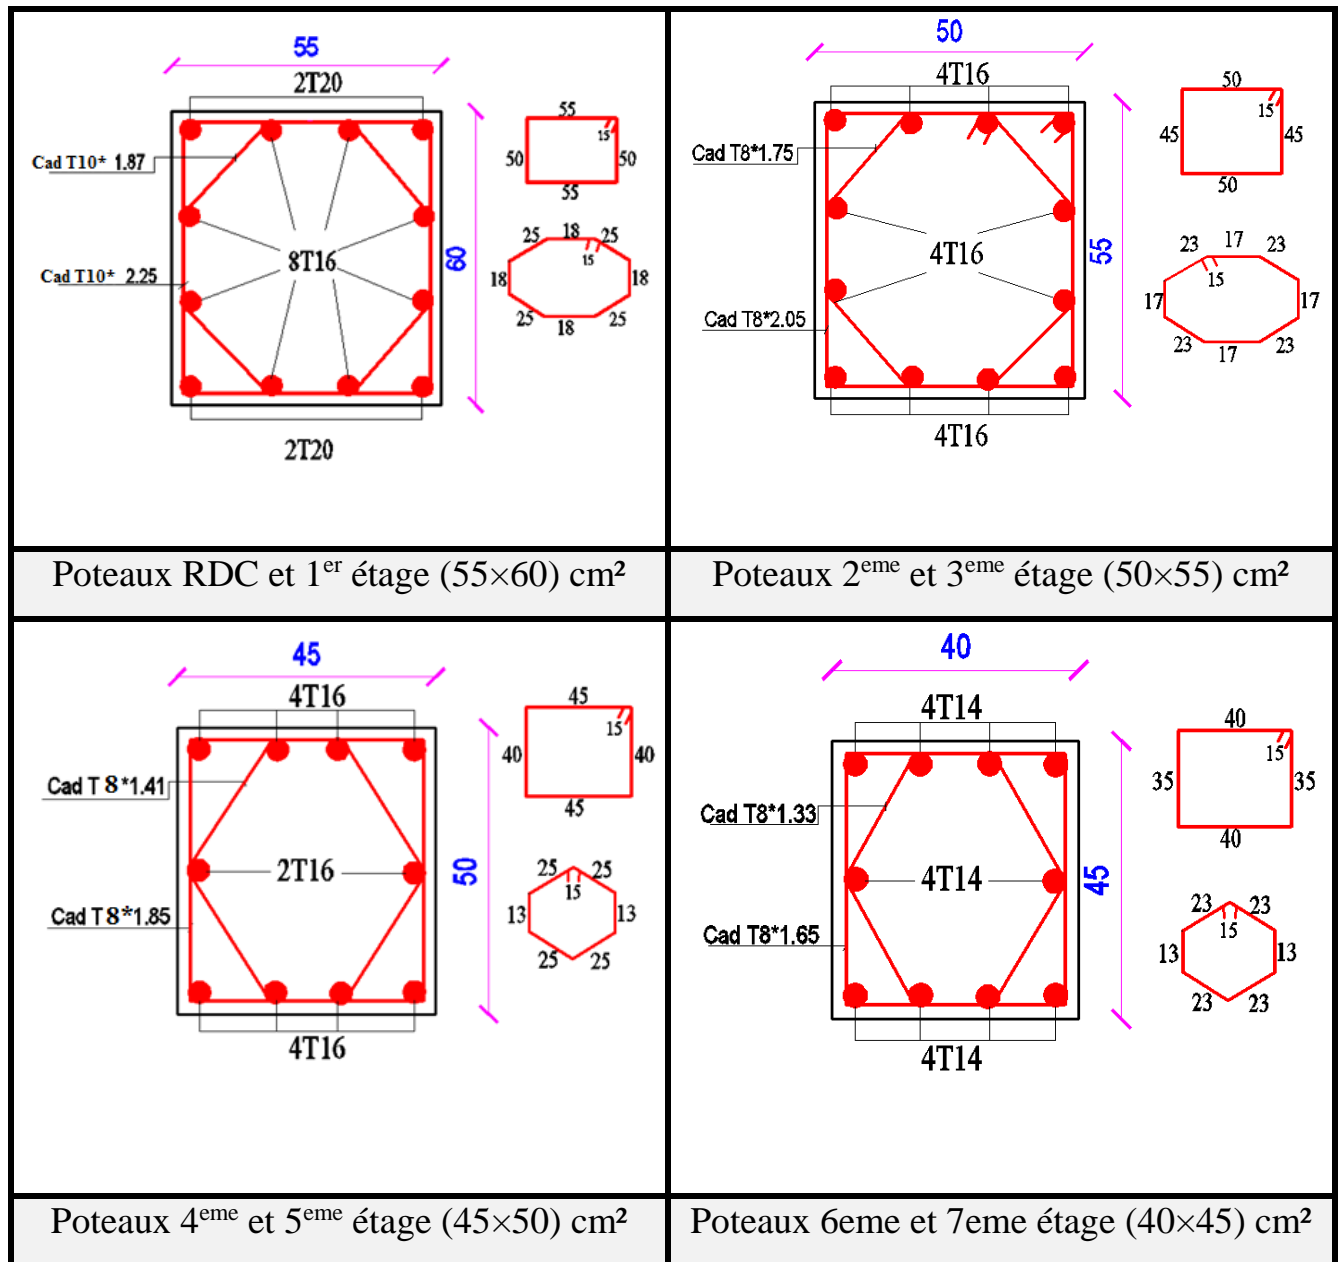 55
2T20
Cad T10* 1.87
8T16
Cad T10* 2.25
60
2T20
55
15
50
50
55
18
25
25
15
18
18
25
25
18
50
4T16
Cad T8*1.75
4T16
55
Cad T8*2.05
4T16
50
15
45
45
50
17
23
23
15
17
17
23
23
17
Poteaux RDC et 1er étage (55×60) cm²
Poteaux 2eme et 3eme étage (50×55) cm²
45
4T16
Cad T 8*1.41
2T16
50
Cad T 8*1.85
4T16
45
15
40
40
45
25
25
15
13
13
25
25
40
4T14
Cad T8*1.33
4T14
45
Cad T8*1.65
4T14
40
15
35
35
40
23
23
15
13
13
23
23
Poteaux 4eme et 5eme étage (45×50) cm²
Poteaux 6eme et 7eme étage (40×45) cm²